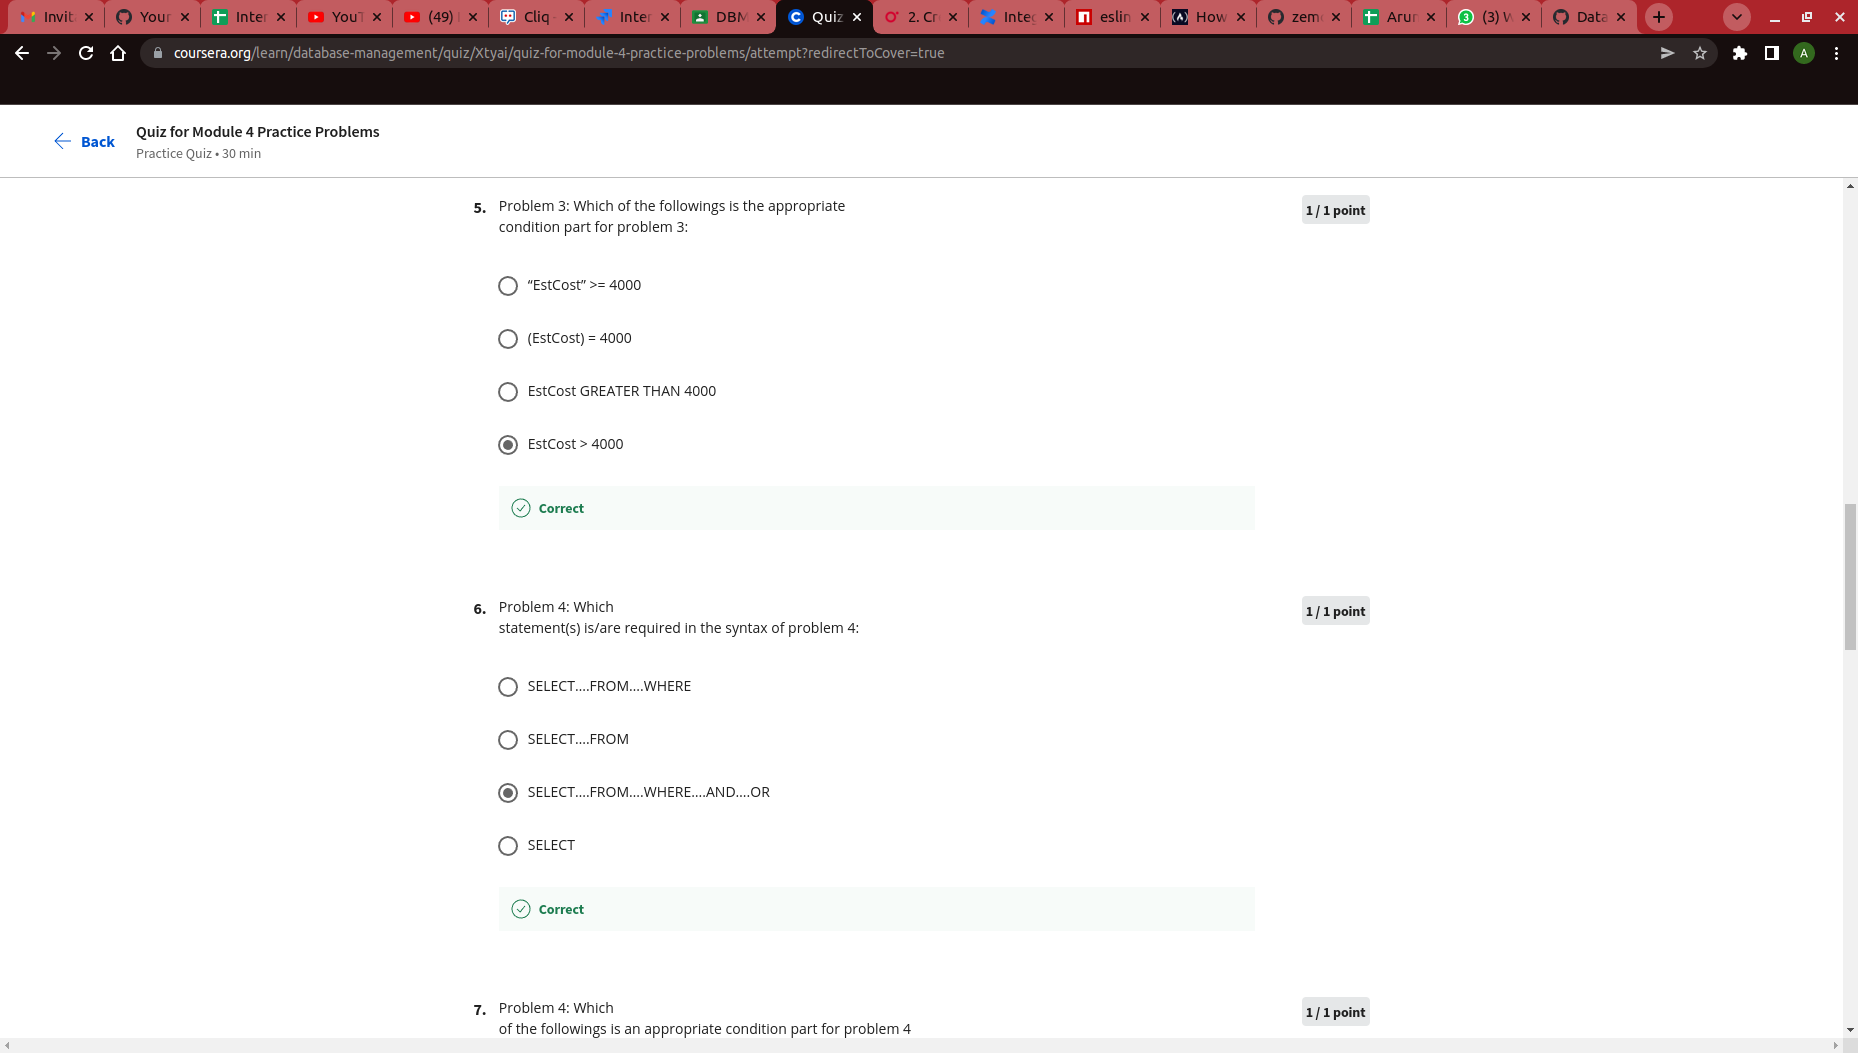 Invit
Your
Inter
YouT
(49)
Cliq
Inter
DBM
Quiz
2. Cr
Integ
eslin
How
zem
Arun
(3) W
Data
coursera.org/learn/database-management/quiz/Xtyai/quiz-for-module-4-practice-problems/attempt?redirectToCover=true
A
Back
Quiz for Module 4 Practice Problems
Practice Quiz • 30 min
5. Problem 3: Which of the followings is the appropriate
condition part for problem 3:
1 / 1 point
“EstCost” >= 4000
(EstCost) = 4000
EstCost GREATER THAN 4000
EstCost > 4000
Correct
6. Problem 4: Which
statement(s) is/are required in the syntax of problem 4:
1 / 1 point
SELECT....FROM....WHERE
SELECT....FROM
SELECT....FROM....WHERE....AND....OR
SELECT
Correct
7. Problem 4: Which
of the followings is an appropriate condition part for problem 4
1 / 1 point